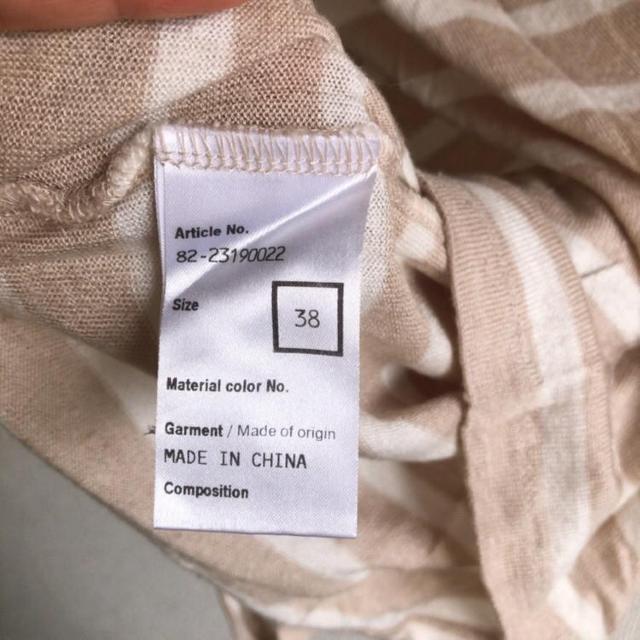 Article No.
82-23190022
Size
38
Material color No.
Garment / Made of origin
MADE IN CHINA
Composition